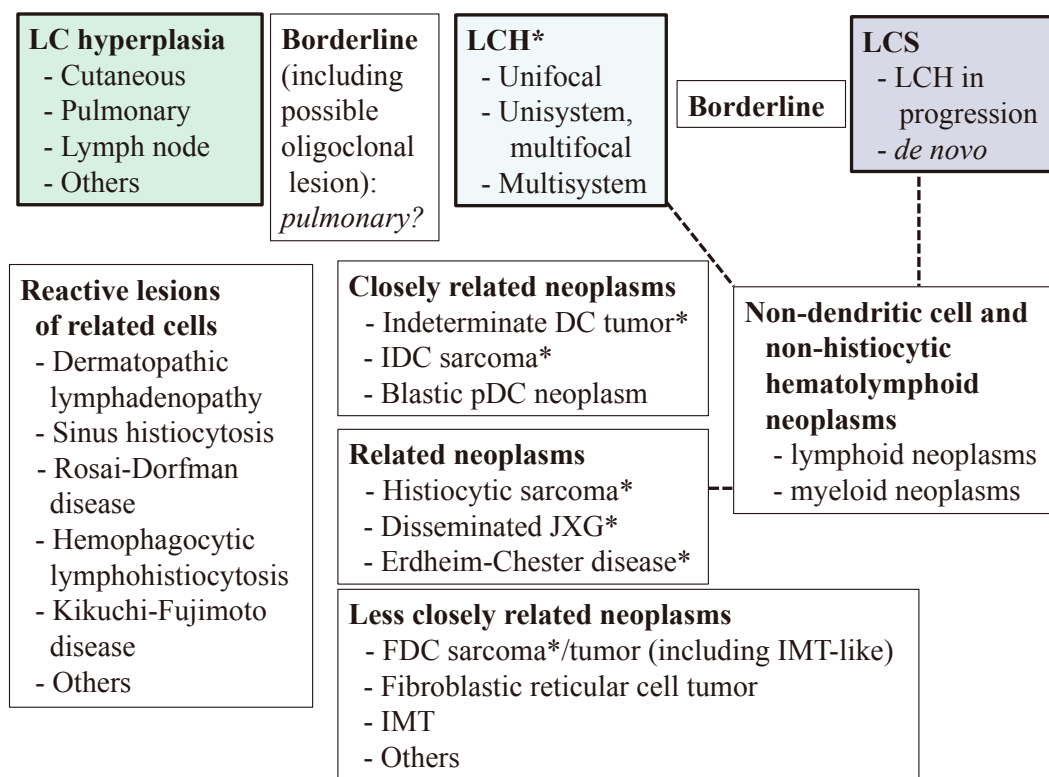 LC hyperplasia
- Cutaneous
- Pulmonary
- Lymph node
- Others
Borderline
(including
possible
oligoclonal
lesion):
pulmonary?
LCH*
- Unifocal
- Unisystem,
multifocal
- Multisystem
Borderline
LCS
- LCH in
progression
- de novo
Reactive lesions
of related cells
- Dermatopathic
lymphadenopathy
- Sinus histiocytosis
- Rosai-Dorfman
disease
- Hemophagocytic
lymphohistiocytosis
- Kikuchi-Fujimoto
disease
- Others
Closely related neoplasms
- Indeterminate DC tumor*
- IDC sarcoma*
- Blastic pDC neoplasm
Related neoplasms
- Histiocytic sarcoma*
- Disseminated JXG*
- Erdheim-Chester disease*
Less closely related neoplasms
- FDC sarcoma*/tumor (including IMT-like)
- Fibroblastic reticular cell tumor
- IMT
- Others
Non-dendritic cell and
non-histiocytic
hematolymphoid
neoplasms
- lymphoid neoplasms
- myeloid neoplasms